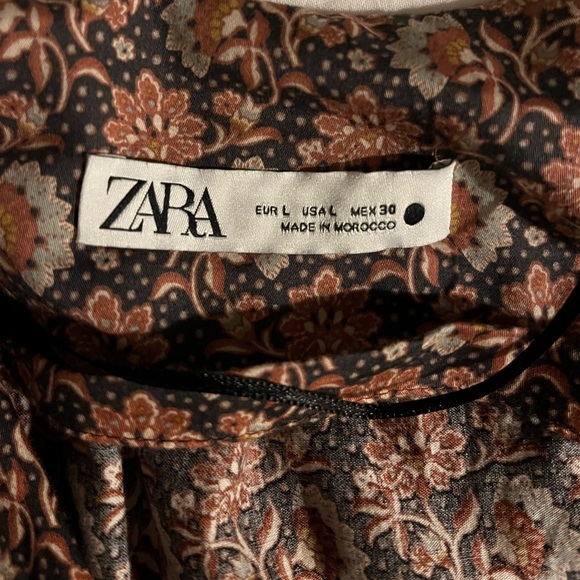 ZARA
EUR L USA L MEX 30
MADE IN MOROCCO